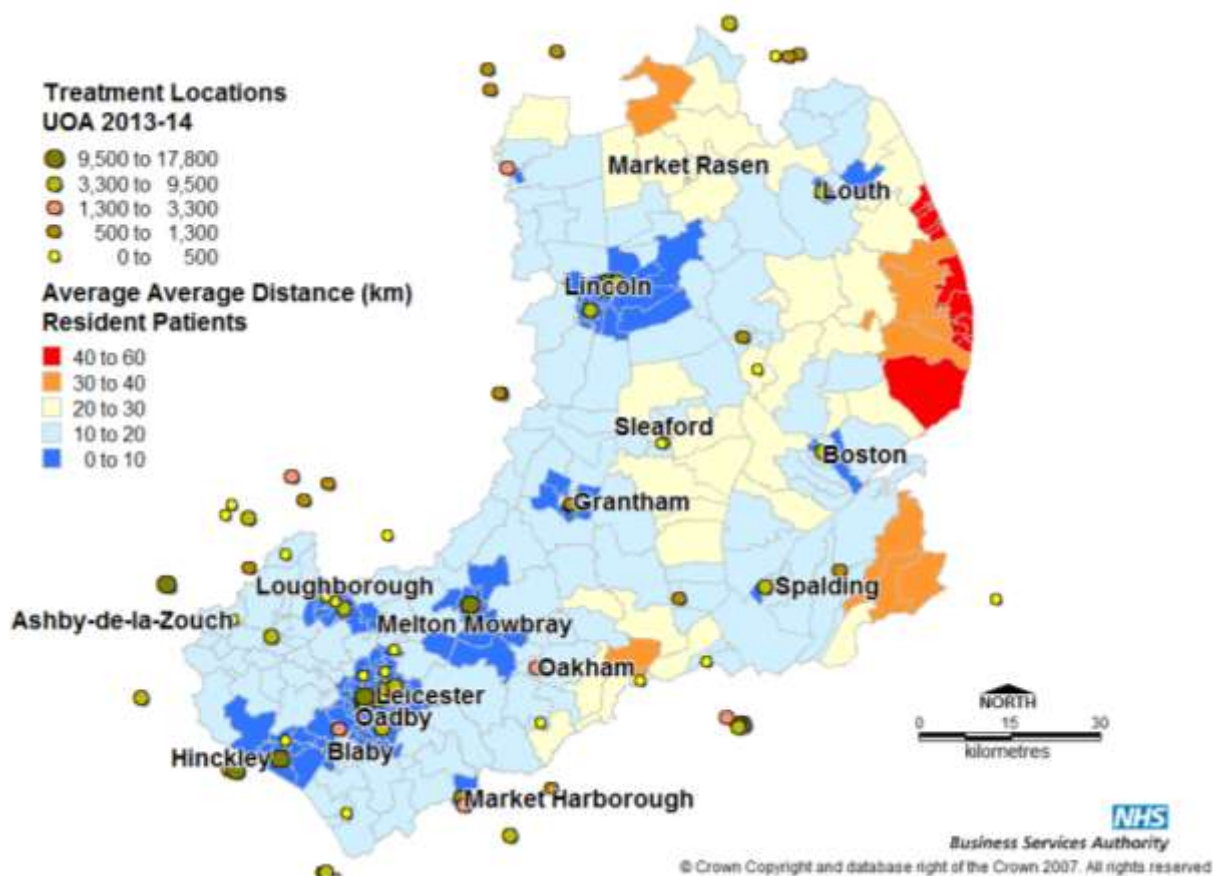 Treatment Locations
UOA 2013-14
9,500 to 17,800
3,300 to 9,500
1,300 to 3,300
500 to 1,300
0 to 500
Average Average Distance (km)
Resident Patients
40 to 60
30 to 40
20 to 30
10 to 20
0 to 10
Market Rasen
Louth
Lincoln
Sleaford
Boston
Grantham
Loughborough
Spalding
Ashby-de-la-Zouch
Melton Mowbray
Oakham
Leicester
Oadby
Blaby
Hinckley
Market Harborough
NORTH
0 15 30
kilometres
NHS
Business Services Authority
© Crown Copyright and database right of the Crown 2007. All rights reserved